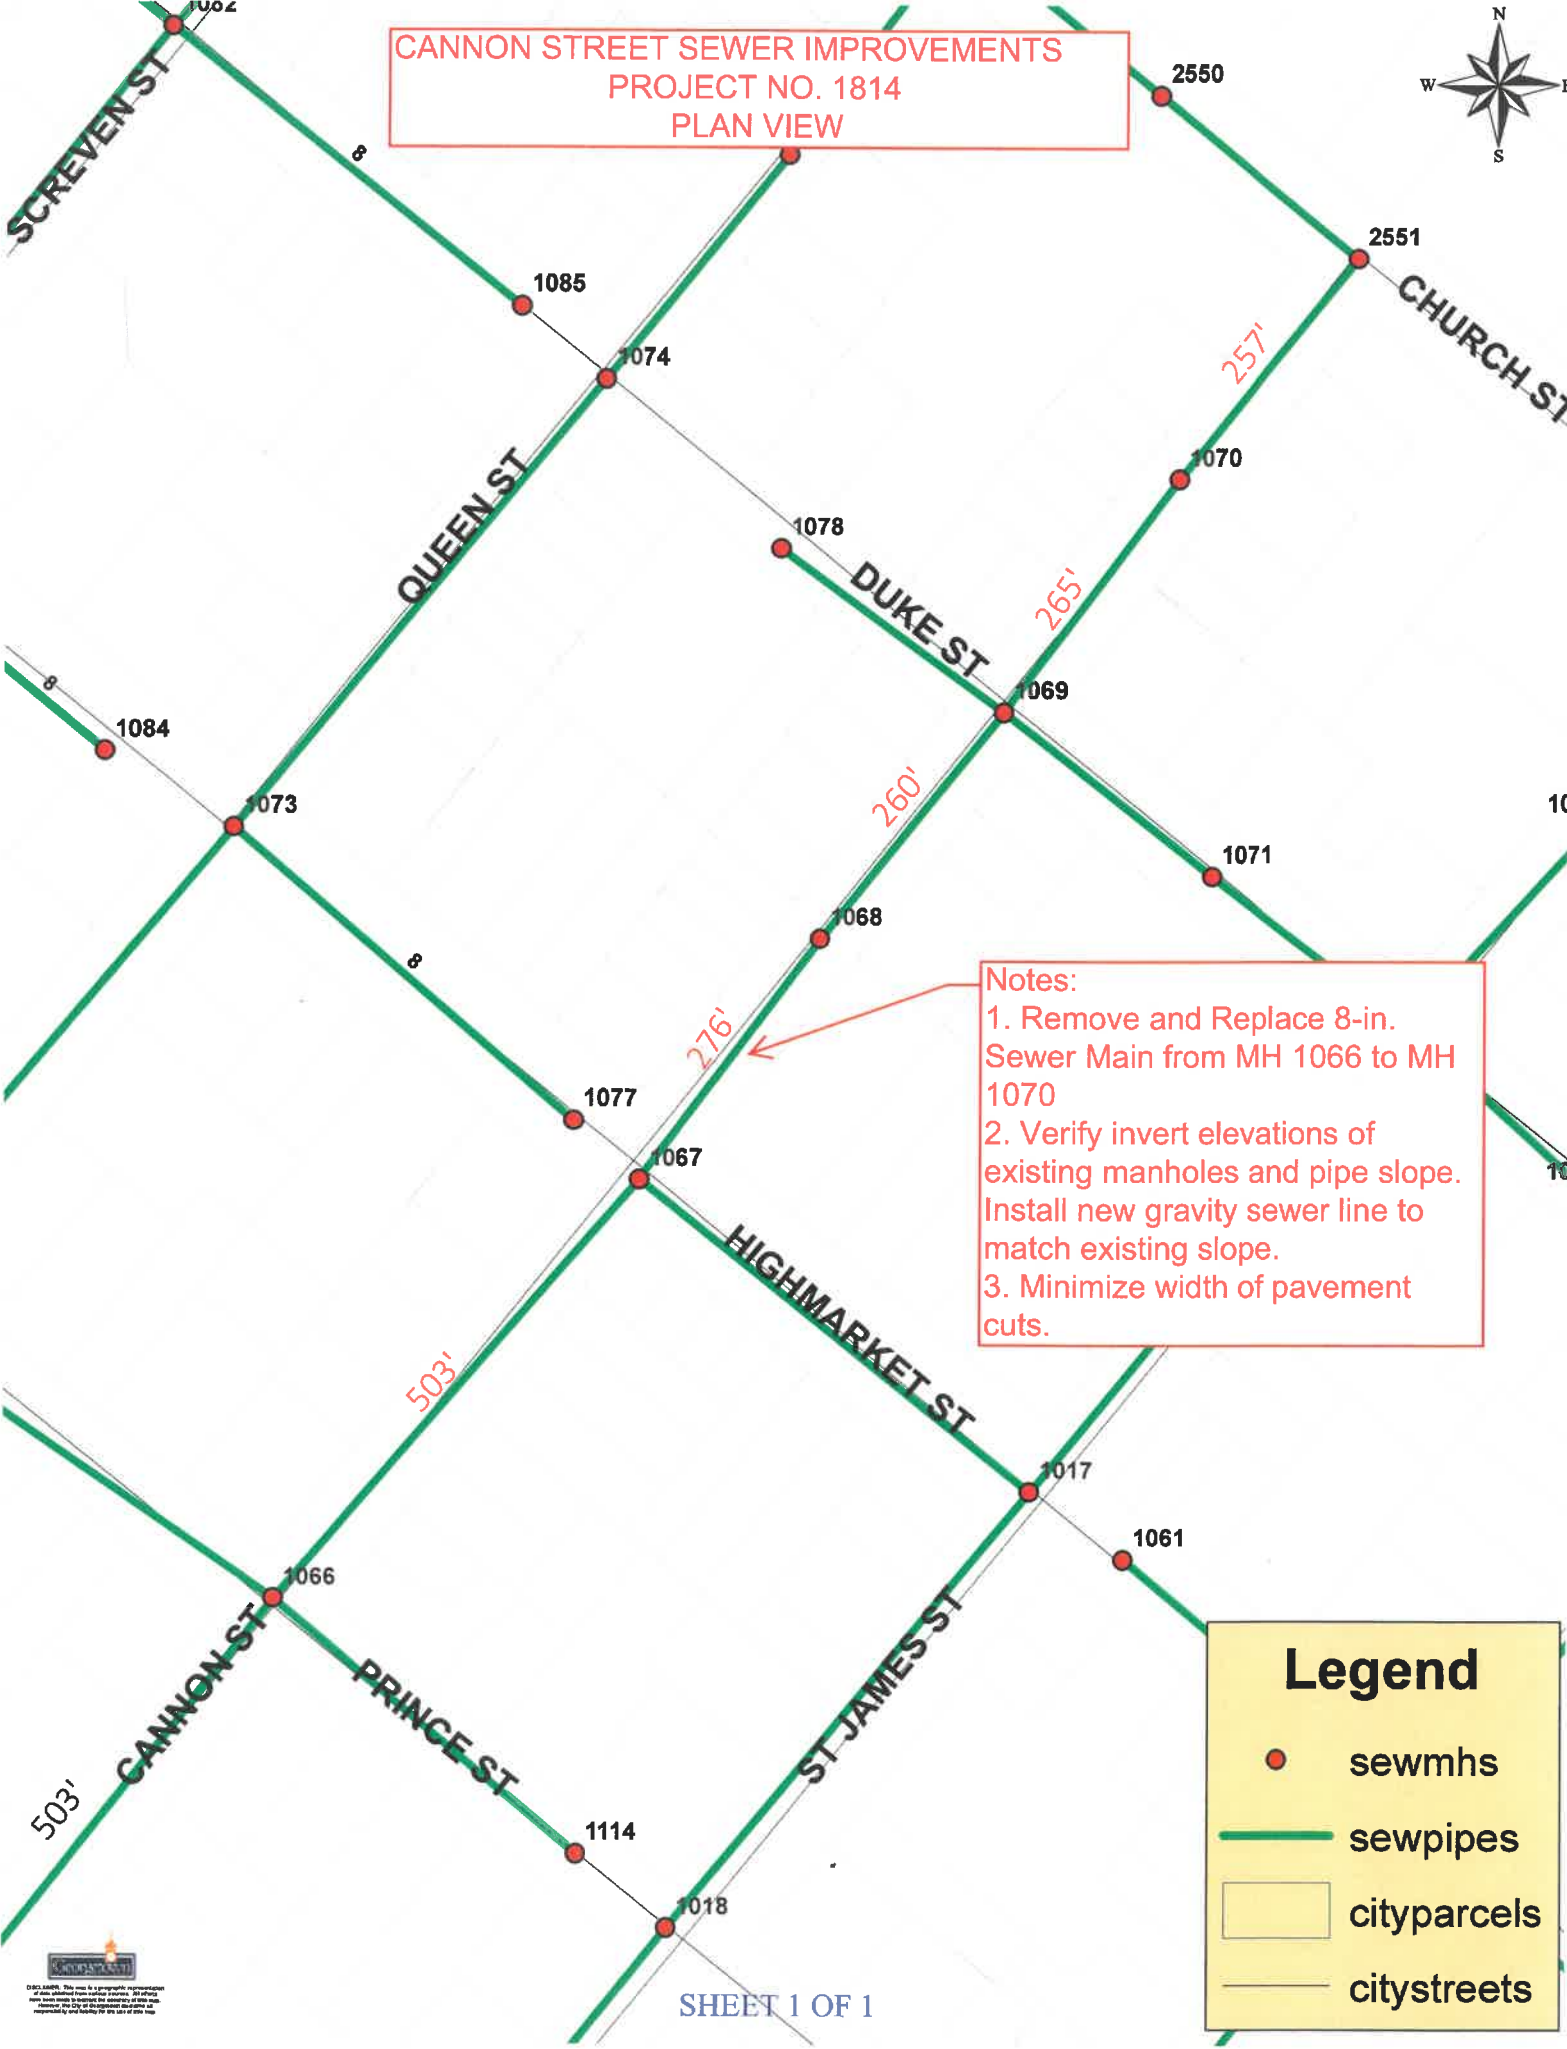 1082
CANNON STREET SEWER IMPROVEMENTS
PROJECT NO. 1814
PLAN VIEW
N
W
S
2550
SCREVEN ST
8
2551
1085
CHURCH ST
1074
257'
1070
QUEEN ST
1078
DUKE ST
265'
8
1069
1084
260'
1073
1071
1068
8
276'
Notes:
1. Remove and Replace 8-in.
Sewer Main from MH 1066 to MH
1070
2. Verify invert elevations of
existing manholes and pipe slope.
Install new gravity sewer line to
match existing slope.
3. Minimize width of pavement
cuts.
1077
1067
HIGHMARKET ST
503'
1017
1061
1066
CANNON ST
PRINCE ST
ST JAMES ST
503'
1114
1018
Legend
sewmhs
sewpipes
cityparcels
citystreets
Georgetown
SHEET 1 OF 1